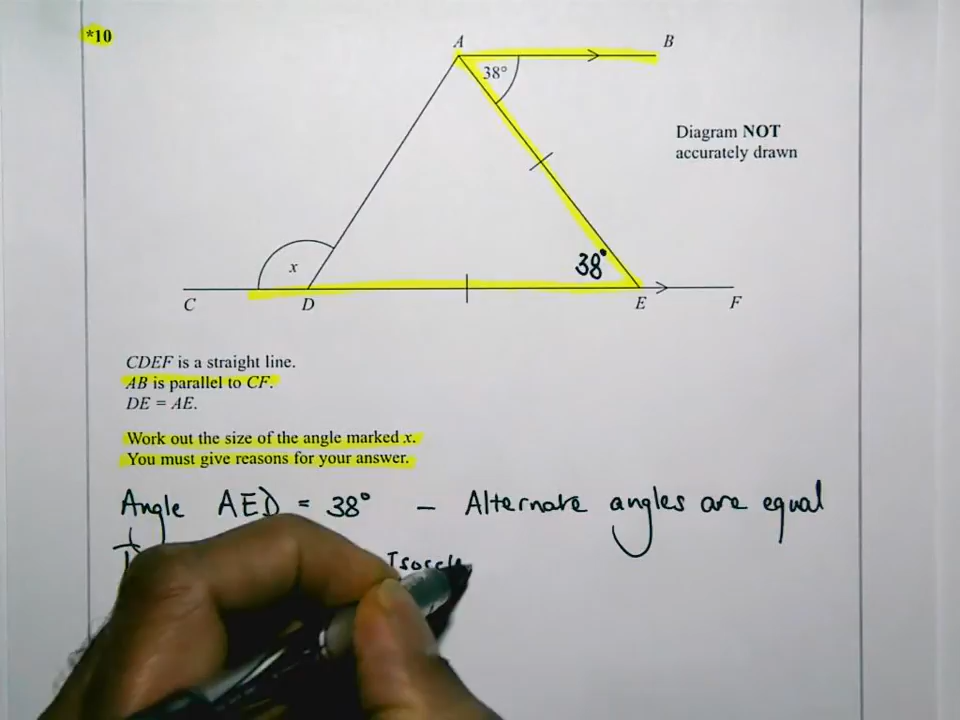 *10
A
B
38°
Diagram NOT
accurately drawn
x
38°
C
D
E
F
CDEF is a straight line.
AB is parallel to CF.
DE = AE.
Work out the size of the angle marked x.
You must give reasons for your answer.
Angle AED = 38° – Alternate angles are equal